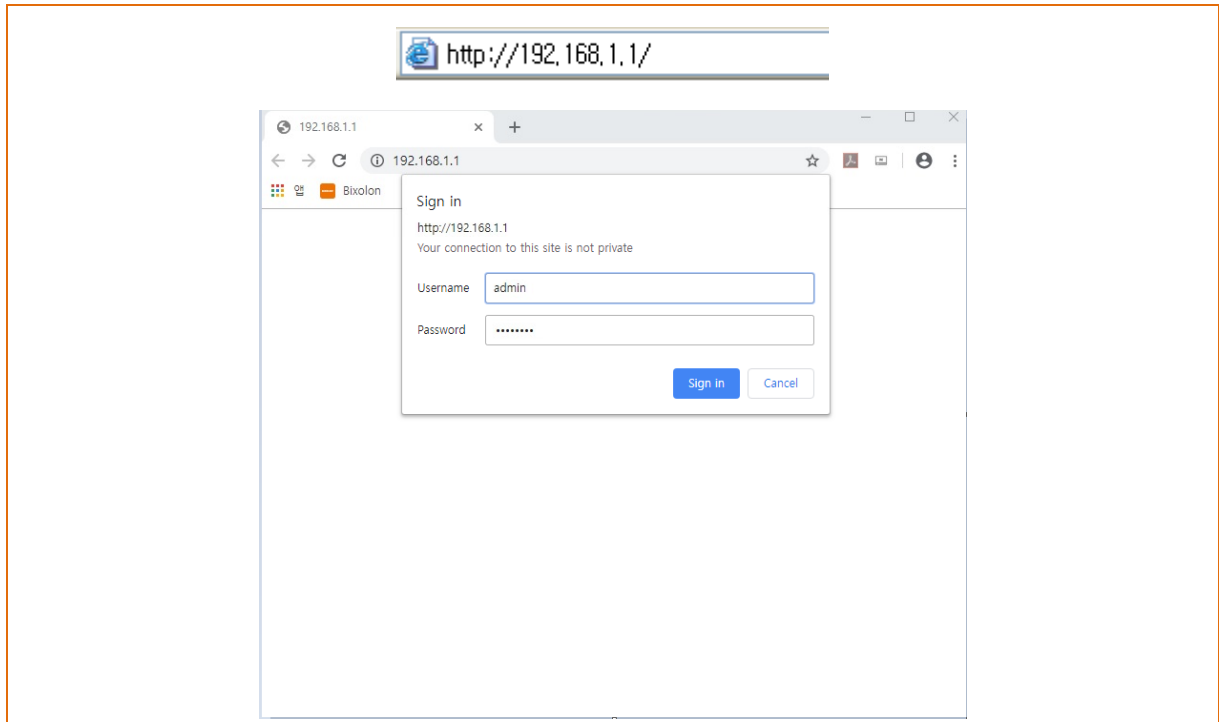 http://192.168.1.1/
192.168.1.1
192.168.1.1
앱 Bixolon
Sign in
http://192.168.1.1
Your connection to this site is not private
Username admin
Password ••••••••
Sign in Cancel